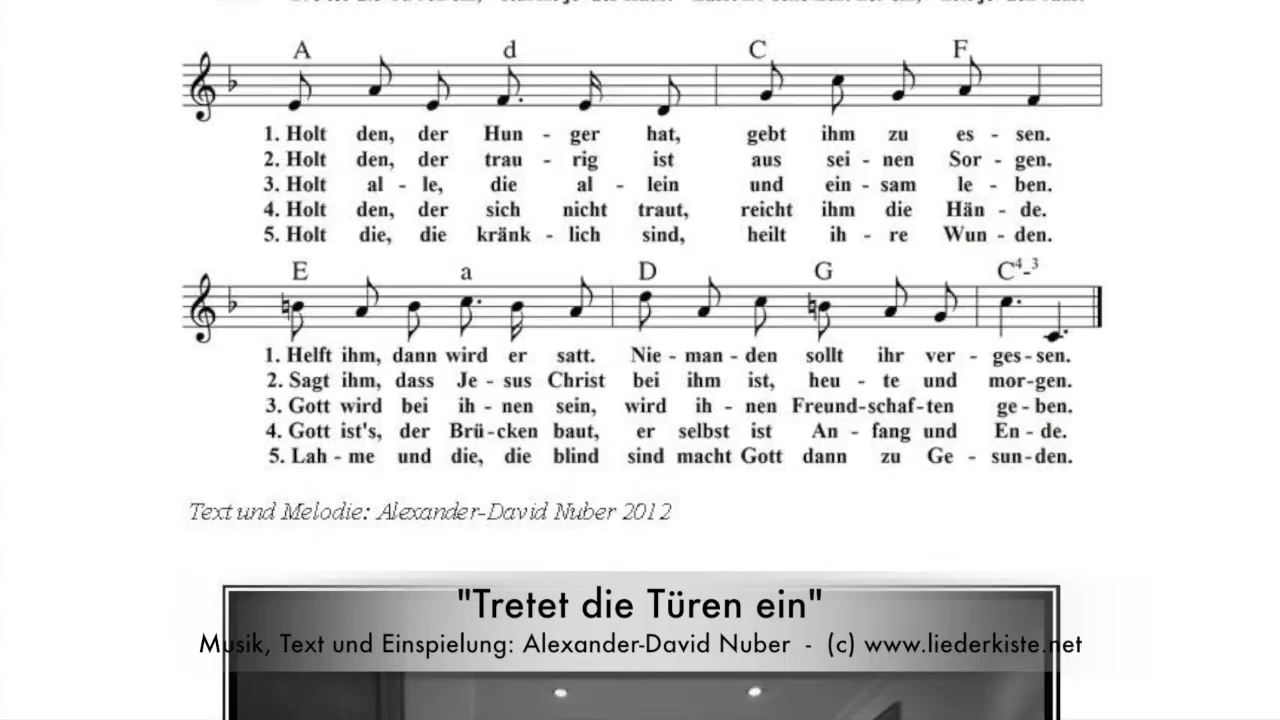 A d C F
1. Holt den, der Hun - ger hat, gebt ihm zu es - sen.
2. Holt den, der trau - rig ist aus sei - nen Sor - gen.
3. Holt al - le, die al - lein und ein - sam le - ben.
4. Holt den, der sich nicht traut, reicht ihm die Hän - de.
5. Holt die, die kränk - lich sind, heilt ih - re Wun - den.
E a D G C4-3
1. Helft ihm, dann wird er satt. Nie - man - den sollt ihr ver - ges - sen.
2. Sagt ihm, dass Je - sus Christ bei ihm ist, heu - te und mor - gen.
3. Gott wird bei ih - nen sein, wird ih - nen Freund - schaf - ten ge - ben.
4. Gott ist's, der Brü - cken baut, er selbst ist An - fang und En - de.
5. Lah - me und die, die blind sind macht Gott dann zu Ge - sun - den.
Text und Melodie: Alexander-David Nuber 2012
"Tretet die Türen ein"
Musik, Text und Einspielung: Alexander-David Nuber - (c) www.liederkiste.net